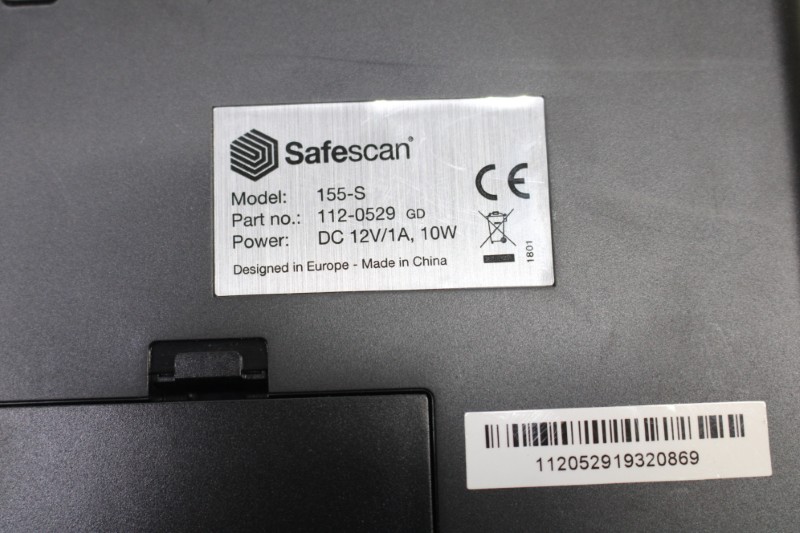 Safescan®
Model: 155-S
Part no.: 112-0529 GD
Power: DC 12V/1A, 10W
Designed in Europe - Made in China
CE
1801
112052919320869